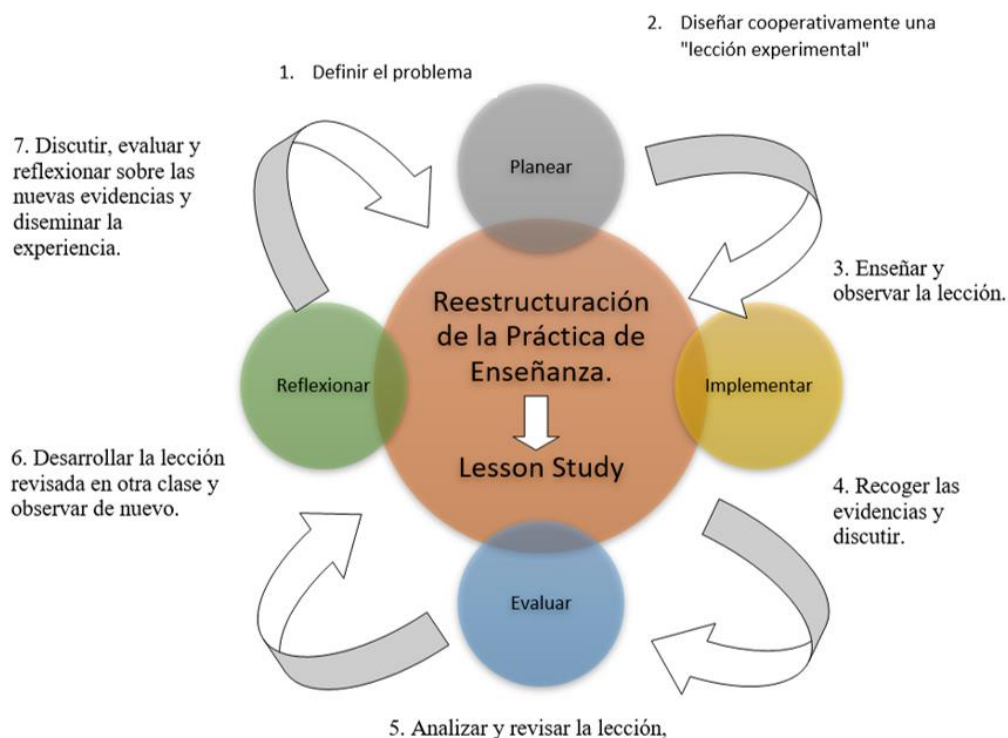 1. Definir el problema
2. Diseñar cooperativamente una
"lección experimental"
Planear
7. Discutir, evaluar y
reflexionar sobre las
nuevas evidencias y
diseminar la
experiencia.
3. Enseñar y
observar la lección.
Reestructuración
de la Práctica de
Enseñanza.
Lesson Study
Reflexionar
Implementar
6. Desarrollar la lección
revisada en otra clase y
observar de nuevo.
4. Recoger las
evidencias y
discutir.
Evaluar
5. Analizar y revisar la lección,